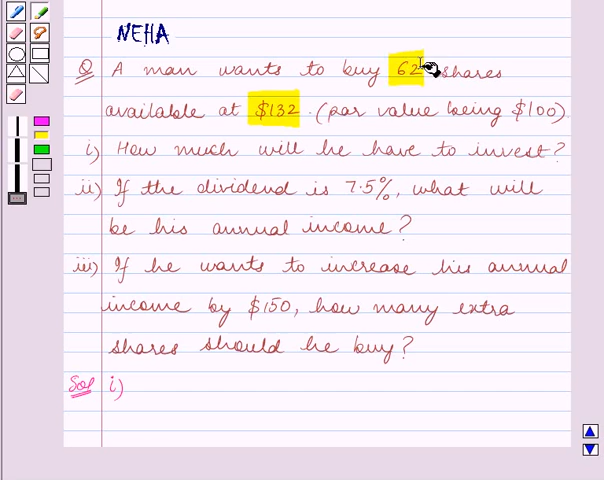 NEHA
Q A man wants to buy 62 shares
available at $132. (par value being $100)
i) How much will he have to invest?
ii) If the dividend is 7.5%, what will
be his annual income?
iii) If he wants to increase his annual
income by $150, how many extra
shares should he buy?
Sol i)